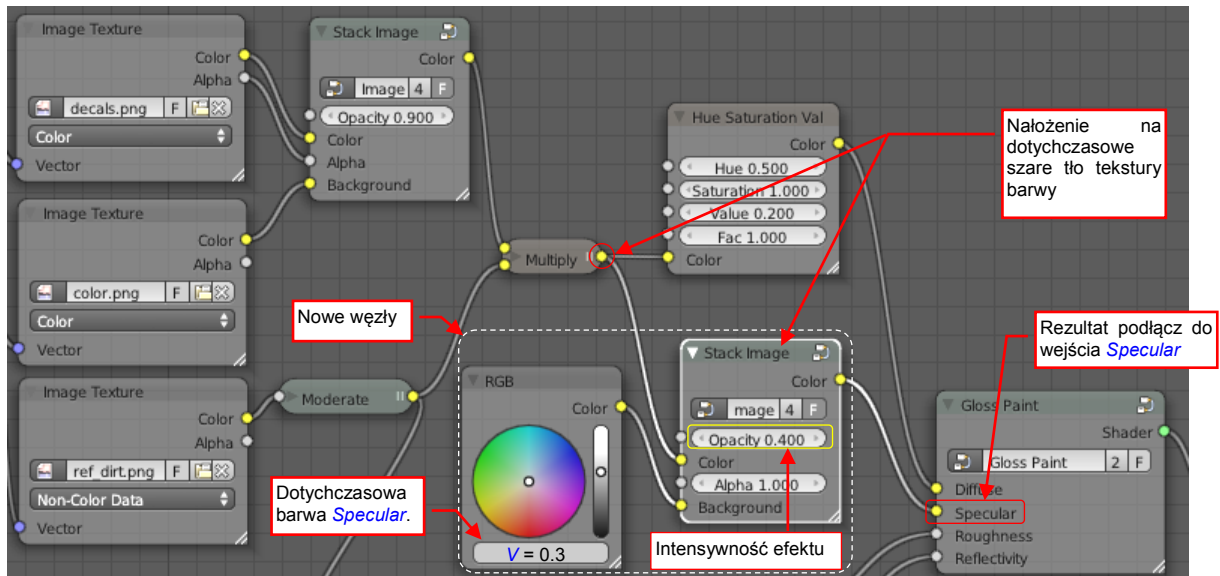 Image Texture
Color
Alpha
decals.png F
Color
Vector
Stack Image
Color
Image 4 F
Opacity 0.900
Color
Alpha
Background
Image Texture
Color
Alpha
color.png F
Color
Vector
Image Texture
Color
Alpha
ref_dirt.png F
Non-Color Data
Vector
Moderate
Multiply
Hue Saturation Val
Color
Hue 0.500
Saturation 1.000
Value 0.200
Fac 1.000
Color
Nałożenie na
dotychczasowe
szare tło tekstury
barwy
Nowe węzły
RGB
Color
V = 0.3
Dotychczasowa
barwa Specular.
Stack Image
Color
mage 4 F
Opacity 0.400
Color
Alpha 1.000
Background
Intensywność efektu
Rezultat podłącz do
wejścia Specular
Gloss Paint
Shader
Gloss Paint 2 F
Diffuse
Specular
Roughness
Reflectivity